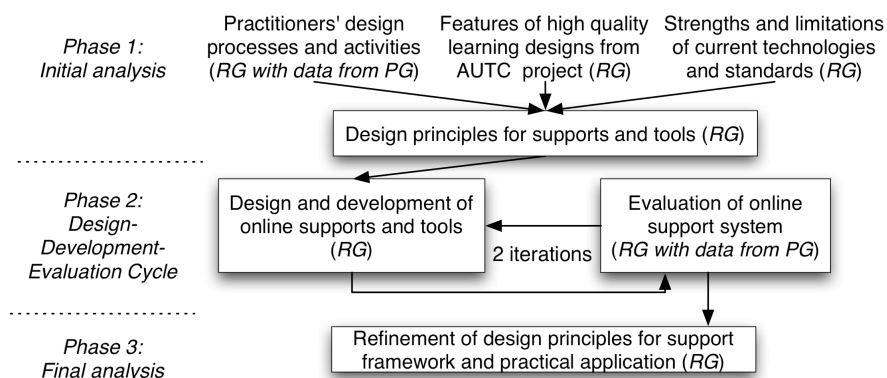 Phase 1:
Initial analysis
Practitioners' design
processes and activities
(RG with data from PG)
Features of high quality
learning designs from
AUTC project (RG)
Strengths and limitations
of current technologies
and standards (RG)
Design principles for supports and tools (RG)
Phase 2:
Design-
Development-
Evaluation Cycle
Design and development of
online supports and tools
(RG)
2 iterations
Evaluation of online
support system
(RG with data from PG)
Phase 3:
Final analysis
Refinement of design principles for support
framework and practical application (RG)